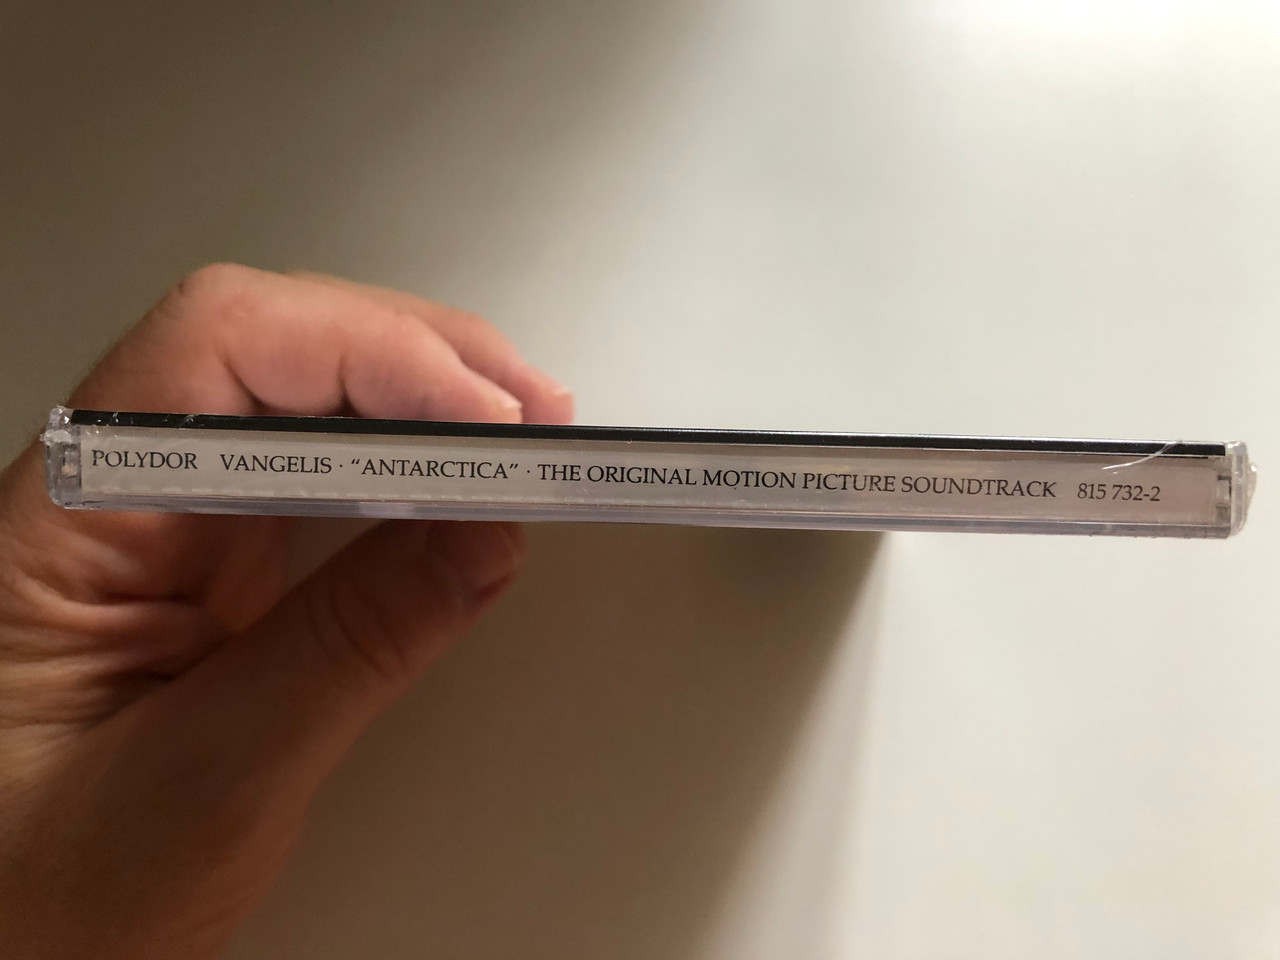 POLYDOR VANGELIS · “ANTARCTICA” · THE ORIGINAL MOTION PICTURE SOUNDTRACK 815 732-2